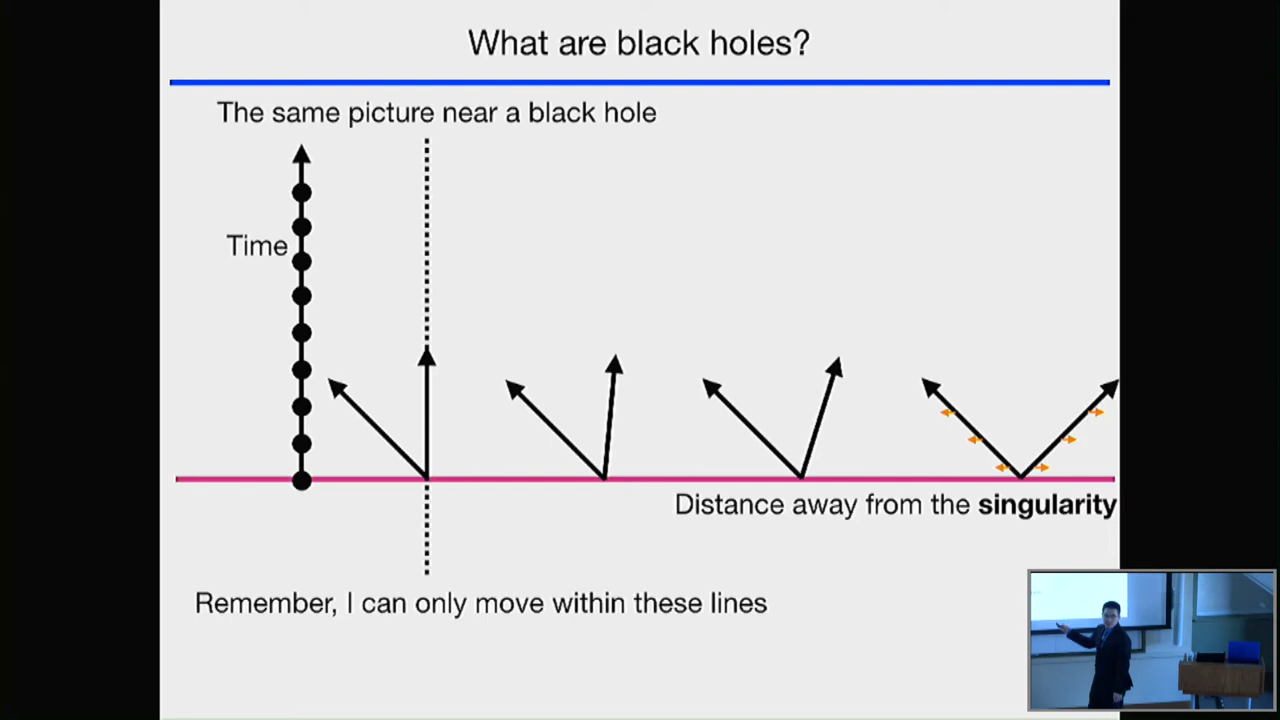 What are black holes?
The same picture near a black hole
Time
Distance away from the singularity
Remember, I can only move within these lines